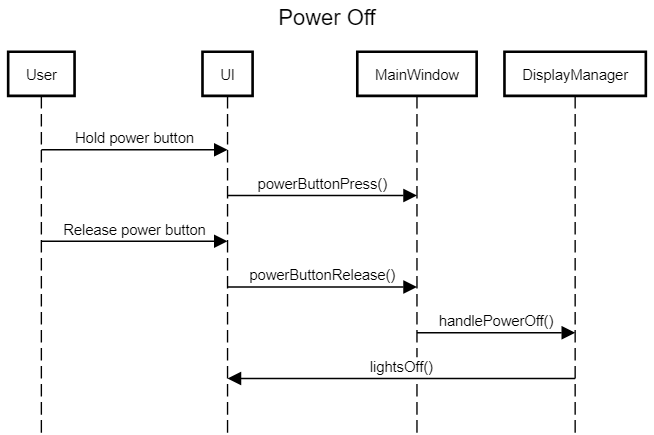 Power Off
User
UI
MainWindow
DisplayManager
Hold power button
powerButtonPress()
Release power button
powerButtonRelease()
handlePowerOff()
lightsOff()